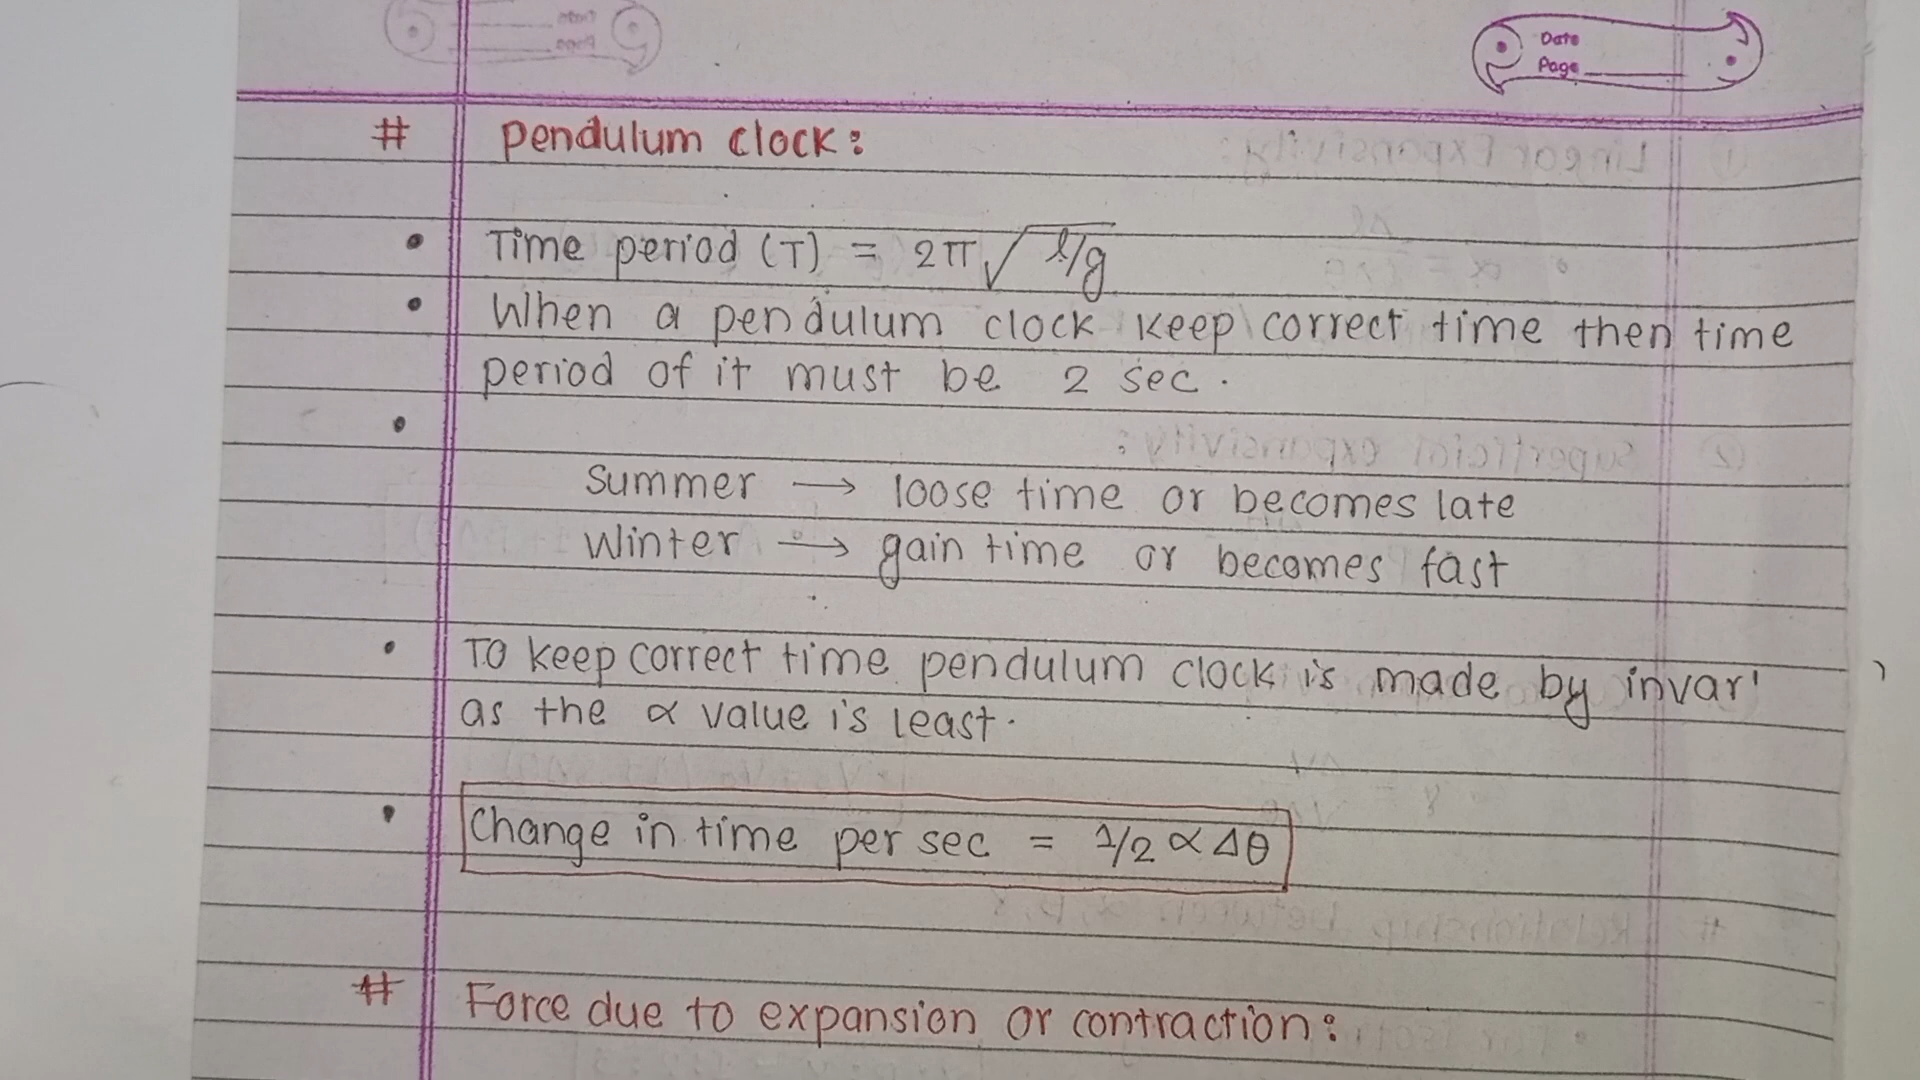 Date
Page
# Pendulum clock:
• Time period (T) = 2π√l/g
• When a pendulum clock keep correct time then time
period of it must be 2 sec.
•
Summer → loose time or becomes late
Winter → gain time or becomes fast
• To keep correct time pendulum clock is made by invar'
as the α value is least.
• Change in time per sec = 1/2 α Δθ
# Force due to expansion or contraction: